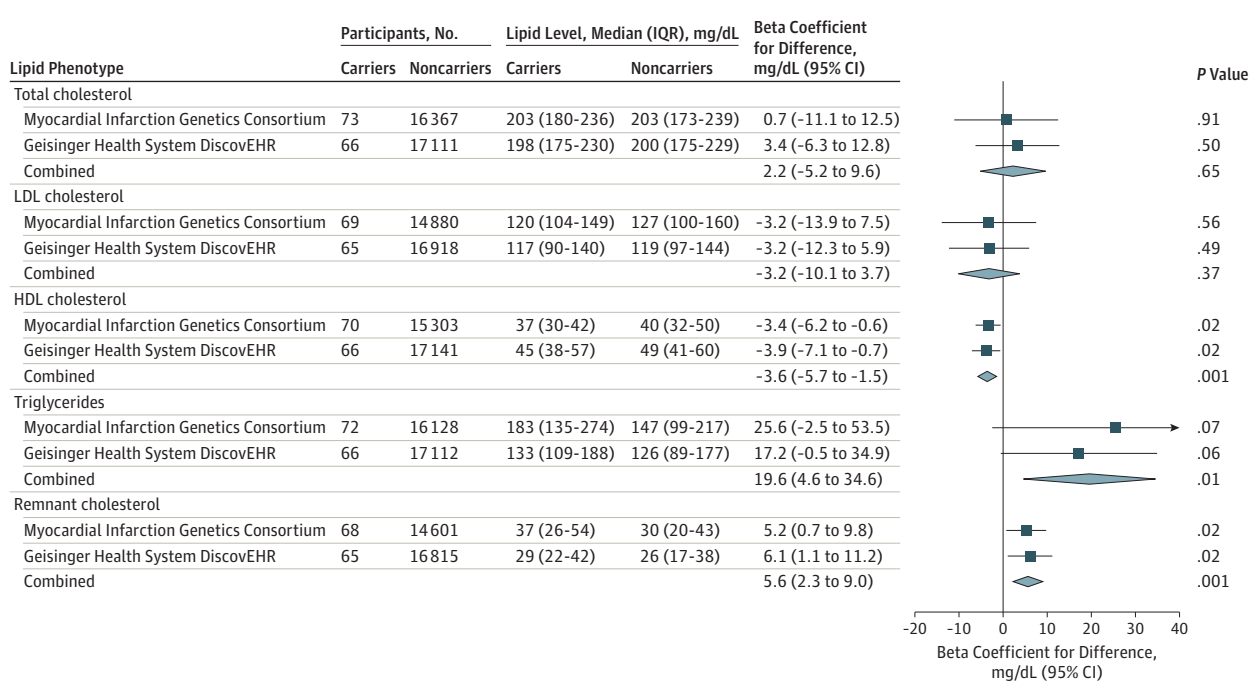 Participants, No. Lipid Level, Median (IQR), mg/dL Beta Coefficient for Difference, mg/dL (95% CI)
Lipid Phenotype Carriers Noncarriers Carriers Noncarriers P Value
Total cholesterol
Myocardial Infarction Genetics Consortium 73 16367 203 (180-236) 203 (173-239) 0.7 (-11.1 to 12.5) .91
Geisinger Health System DiscovEHR 66 17111 198 (175-230) 200 (175-229) 3.4 (-6.3 to 12.8) .50
Combined 2.2 (-5.2 to 9.6) .65
LDL cholesterol
Myocardial Infarction Genetics Consortium 69 14880 120 (104-149) 127 (100-160) -3.2 (-13.9 to 7.5) .56
Geisinger Health System DiscovEHR 65 16918 117 (90-140) 119 (97-144) -3.2 (-12.3 to 5.9) .49
Combined -3.2 (-10.1 to 3.7) .37
HDL cholesterol
Myocardial Infarction Genetics Consortium 70 15303 37 (30-42) 40 (32-50) -3.4 (-6.2 to -0.6) .02
Geisinger Health System DiscovEHR 66 17141 45 (38-57) 49 (41-60) -3.9 (-7.1 to -0.7) .02
Combined -3.6 (-5.7 to -1.5) .001
Triglycerides
Myocardial Infarction Genetics Consortium 72 16128 183 (135-274) 147 (99-217) 25.6 (-2.5 to 53.5) .07
Geisinger Health System DiscovEHR 66 17112 133 (109-188) 126 (89-177) 17.2 (-0.5 to 34.9) .06
Combined 19.6 (4.6 to 34.6) .01
Remnant cholesterol
Myocardial Infarction Genetics Consortium 68 14601 37 (26-54) 30 (20-43) 5.2 (0.7 to 9.8) .02
Geisinger Health System DiscovEHR 65 16815 29 (22-42) 26 (17-38) 6.1 (1.1 to 11.2) .02
Combined 5.6 (2.3 to 9.0) .001
-20 -10 0 10 20 30 40
Beta Coefficient for Difference,
mg/dL (95% CI)